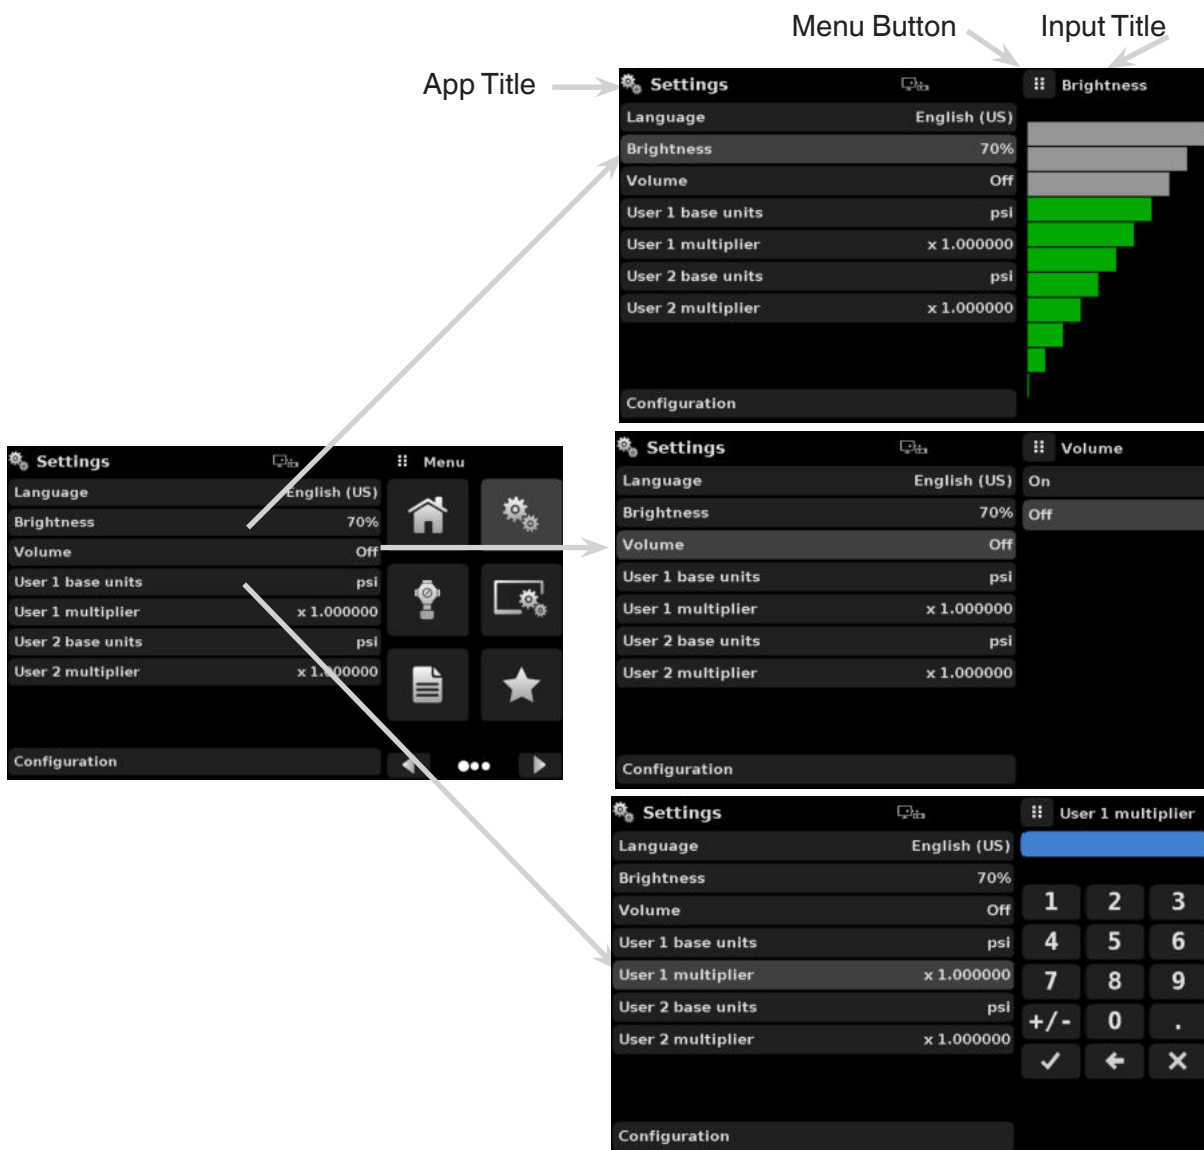 Menu Button
Input Title
App Title
Settings
Brightness
Language English (US)
Brightness 70%
Volume Off
User 1 base units psi
User 1 multiplier x 1.000000
User 2 base units psi
User 2 multiplier x 1.000000
Configuration
Settings
Menu
Language English (US)
Brightness 70%
Volume Off
User 1 base units psi
User 1 multiplier x 1.000000
User 2 base units psi
User 2 multiplier x 1.000000
Configuration
Settings
Volume
Language English (US)
On
Brightness 70%
Off
Volume Off
User 1 base units psi
User 1 multiplier x 1.000000
User 2 base units psi
User 2 multiplier x 1.000000
Configuration
Settings
User 1 multiplier
Language English (US)
Brightness 70%
Volume Off
User 1 base units psi
User 1 multiplier x 1.000000
User 2 base units psi
User 2 multiplier x 1.000000
1 2 3
4 5 6
7 8 9
+/- 0 .
Configuration